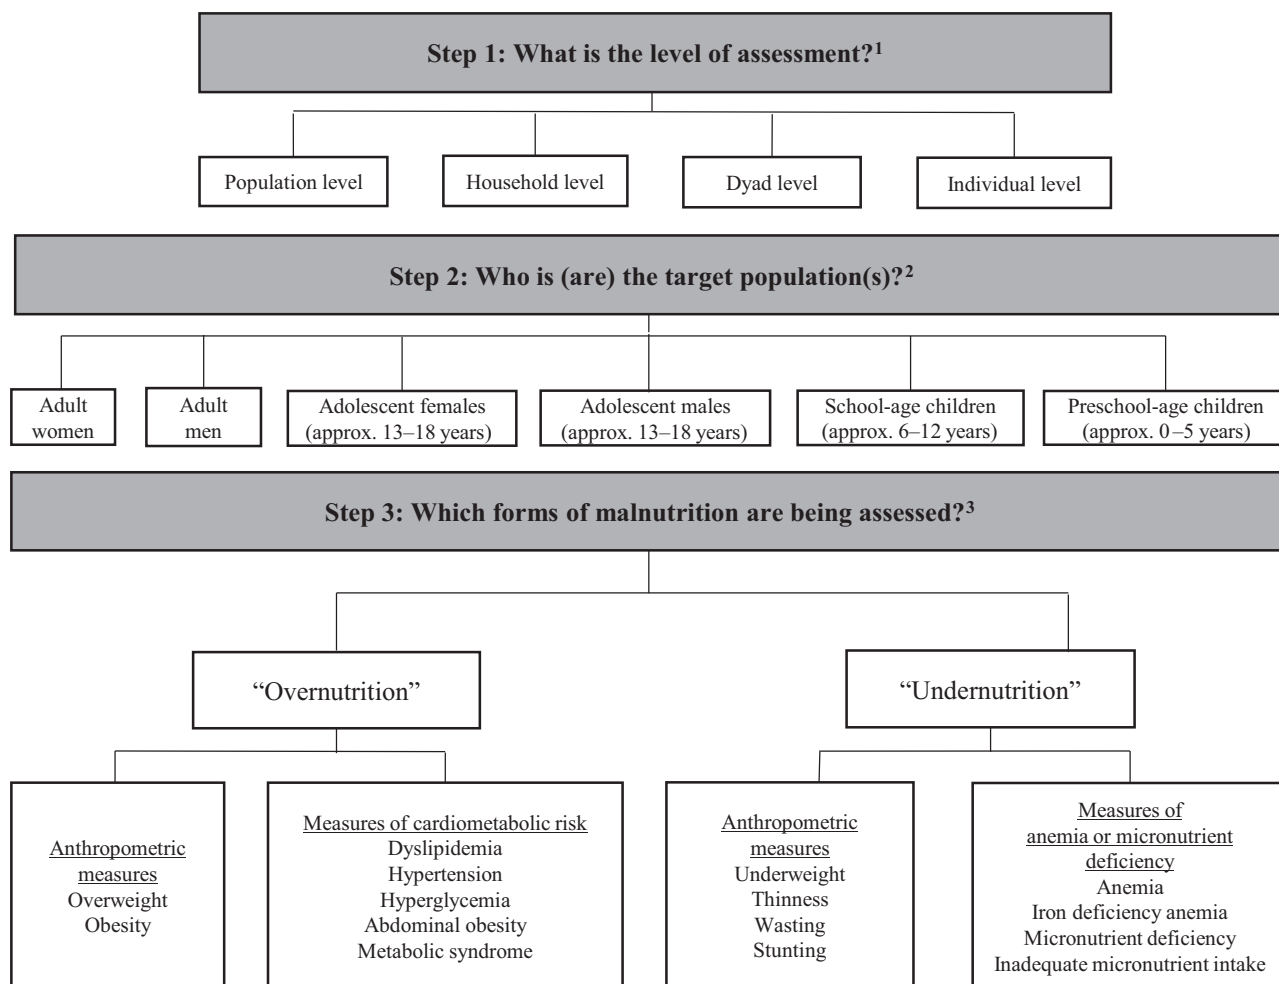 Step 1: What is the level of assessment?¹
Population level
Household level
Dyad level
Individual level
Step 2: Who is (are) the target population(s)?²
Adult
women
Adult
men
Adolescent females
(approx. 13–18 years)
Adolescent males
(approx. 13–18 years)
School-age children
(approx. 6–12 years)
Preschool-age children
(approx. 0–5 years)
Step 3: Which forms of malnutrition are being assessed?³
“Overnutrition”
“Undernutrition”
Anthropometric
measures
Overweight
Obesity
Measures of cardiometabolic risk
Dyslipidemia
Hypertension
Hyperglycemia
Abdominal obesity
Metabolic syndrome
Anthropometric
measures
Underweight
Thinness
Wasting
Stunting
Measures of
anemia or micronutrient
deficiency
Anemia
Iron deficiency anemia
Micronutrient deficiency
Inadequate micronutrient intake